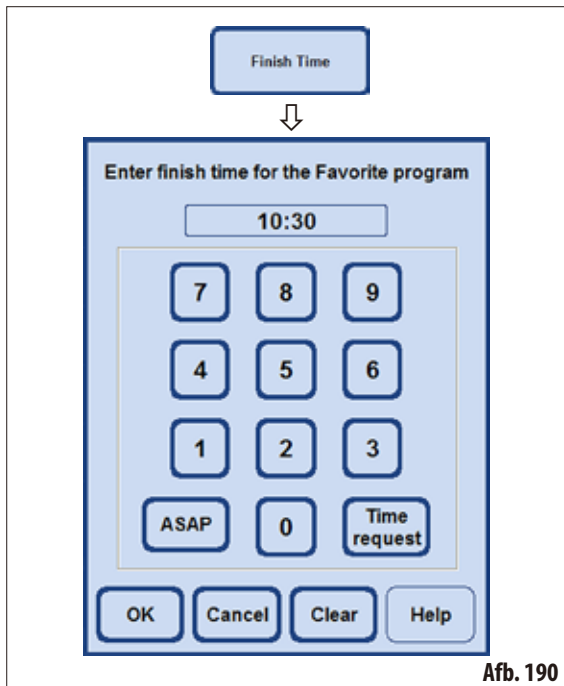 Finish Time
Enter finish time for the Favorite program
10:30
7 8 9
4 5 6
1 2 3
ASAP 0 Time
request
OK Cancel Clear Help
Afb. 190